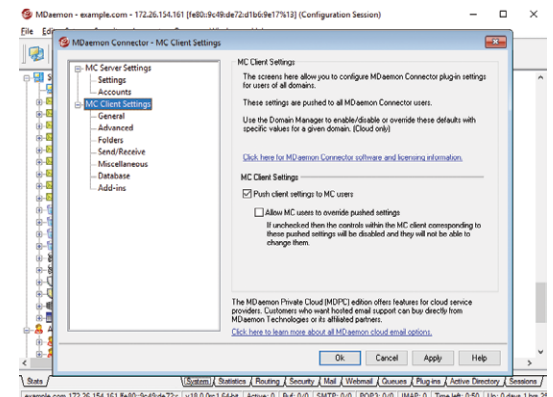 MDaemon - example.com - 172.26.154.161 [fe80::9c49:de72:d1b6:9e17%13] (Configuration Session)
File
MDaemon Connector - MC Client Settings
MC Server Settings
Settings
Accounts
MC Client Settings
General
Advanced
Folders
Send/Receive
Miscellaneous
Database
Add-ins
MC Client Settings
The screens here allow you to configure MDaemon Connector plug-in settings
for users of all domains.
These settings are pushed to all MDaemon Connector users.
Use the Domain Manager to enable/disable or override these defaults with
specific values for a given domain. (Cloud only)
Click here for MDaemon Connector software and licensing information.
MC Client Settings
Push client settings to MC users
Allow MC users to override pushed settings
If unchecked then the controls within the MC client corresponding to
these pushed settings will be disabled and they will not be able to
change them.
The MDaemon Private Cloud (MDPC) edition offers features for cloud service
providers. Customers who want hosted email support can buy directly from
MDaemon Technologies or its affiliated partners.
Click here to learn more about all MDaemon cloud email options.
Ok Cancel Apply Help
Stats System Statistics Routing Security Mail Webmail Queues Plug-ins Active Directory Sessions